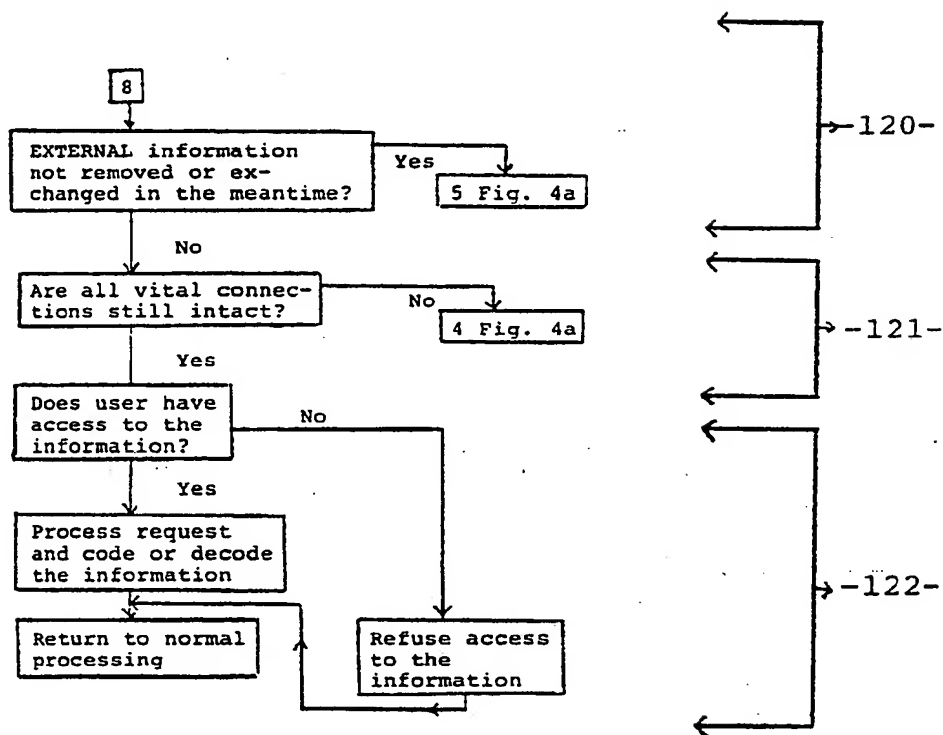 8
EXTERNAL information
not removed or ex-
changed in the meantime?
Yes
5 Fig. 4a
-120-
No
Are all vital connec-
tions still intact?
No
4 Fig. 4a
-121-
Yes
Does user have
access to the
information?
No
Yes
Process request
and code or decode
the information
-122-
Return to normal
processing
Refuse access
to the
information